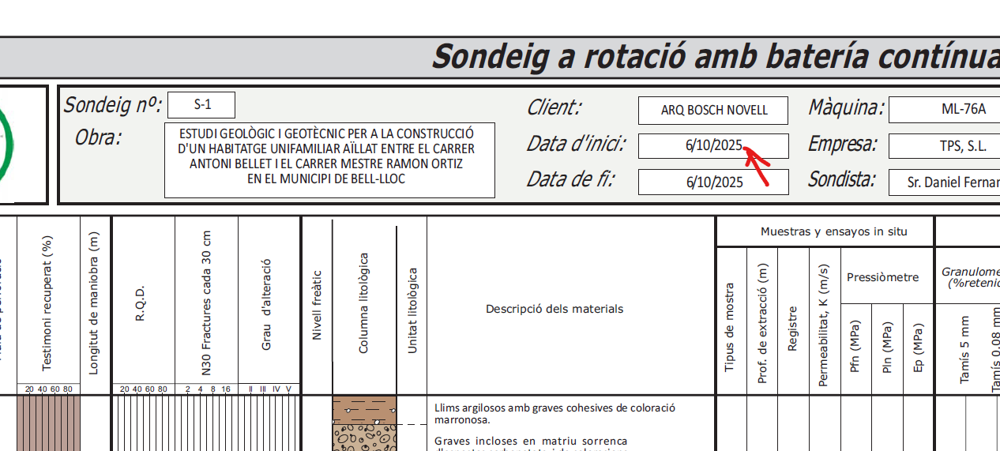 Sondeig a rotació amb batería contínua
Sondeig nº:
S-1
Obra:
ESTUDI GEOLÒGIC I GEOTÈCNIC PER A LA CONSTRUCCIÓ
D'UN HABITATGE UNIFAMILIAR AÏLLAT ENTRE EL CARRER
ANTONI BELLET I EL CARRER MESTRE RAMON ORTIZ
EN EL MUNICIPI DE BELL-LLOC
Client:
ARQ BOSCH NOVELL
Data d'inici:
6/10/2025
Data de fi:
6/10/2025
Màquina:
ML-76A
Empresa:
TPS, S.L.
Sondista:
Sr. Daniel Fernar
Testimoni recuperat (%)
20 40 60 80
Longitut de maniobra (m)
R.Q.D.
20 40 60 80
N30 Fractures cada 30 cm
2 4 8 16
Grau d'alteració
II III IV V
Nivell freàtic
Columna litològica
Unitat litològica
Descripció dels materials
Muestras y ensayos in situ
Tipus de mostra
Prof. de extracció (m)
Registre
Permeabilitat, K (m/s)
Pressiòmetre
Pfn (MPa)
Pln (MPa)
Ep (MPa)
Granulome
(%retenid
Tamís 5 mm
Tamís 0.08 mm
Llims argilosos amb graves cohesives de coloració
marronosa.
Graves incloses en matriu sorrenca